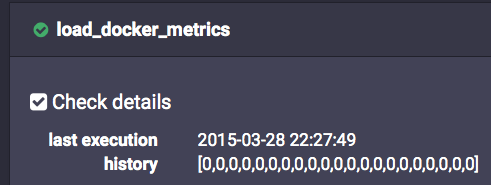 load_docker_metrics
Check details
last execution 2015-03-28 22:27:49
history [0,0,0,0,0,0,0,0,0,0,0,0,0,0,0,0,0,0,0,0,0]